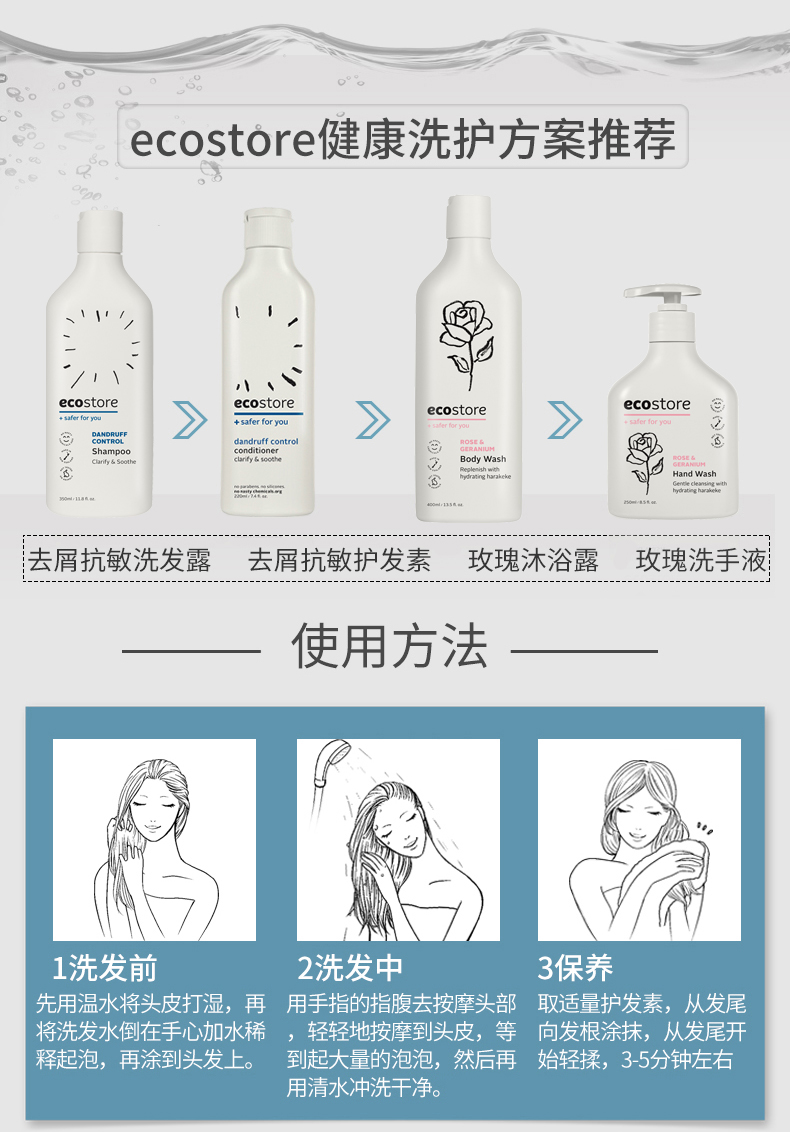 ecostore健康洗护方案推荐
ecostore
+ safer for you
DANDRUFF
CONTROL
Shampoo
Clarify & Soothe
350ml • 11.8 fl. oz.
ecostore
+ safer for you
dandruff control
conditioner
clarify & soothe
no parabens. no silicones.
no nasty chemicals.org
220ml • 7.4 fl. oz.
ecostore
+ safer for you
ROSE &
GERANIUM
Body Wash
Replenish with
hydrating harakeke
400ml • 13.5 fl. oz.
ecostore
+ safer for you
ROSE &
GERANIUM
Hand Wash
Gentle cleansing with
hydrating harakeke
250ml • 8.5 fl. oz.
去屑抗敏洗发露 去屑抗敏护发素 玫瑰沐浴露 玫瑰洗手液
使用方法
1洗发前
先用温水将头皮打湿，再
将洗发水倒在手心加水稀
释起泡，再涂到头发上。
2洗发中
用手指的指腹去按摩头部
，轻轻地按摩到头皮，等
到起大量的泡泡，然后再
用清水冲洗干净。
3保养
取适量护发素，从发尾
向发根涂抹，从发尾开
始轻揉，3-5分钟左右